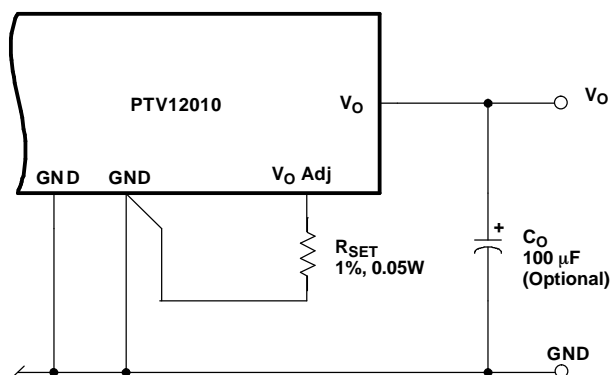 PTV12010
VO
VO
GND
GND
VO Adj
+
RSET
1%, 0.05W
CO
100 μF
(Optional)
GND